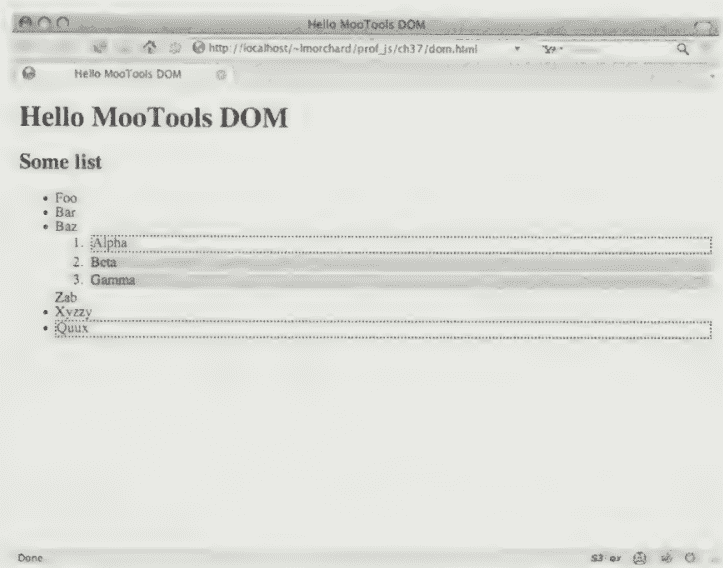 Hello MooTools DOM
http://localhost/~lmorchard/prof_js/ch37/dom.html
Hello MooTools DOM
Hello MooTools DOM
Some list
• Foo
• Bar
• Baz
1. Alpha
2. Beta
3. Gamma
Zab
• Xyzzy
• Quux
Done